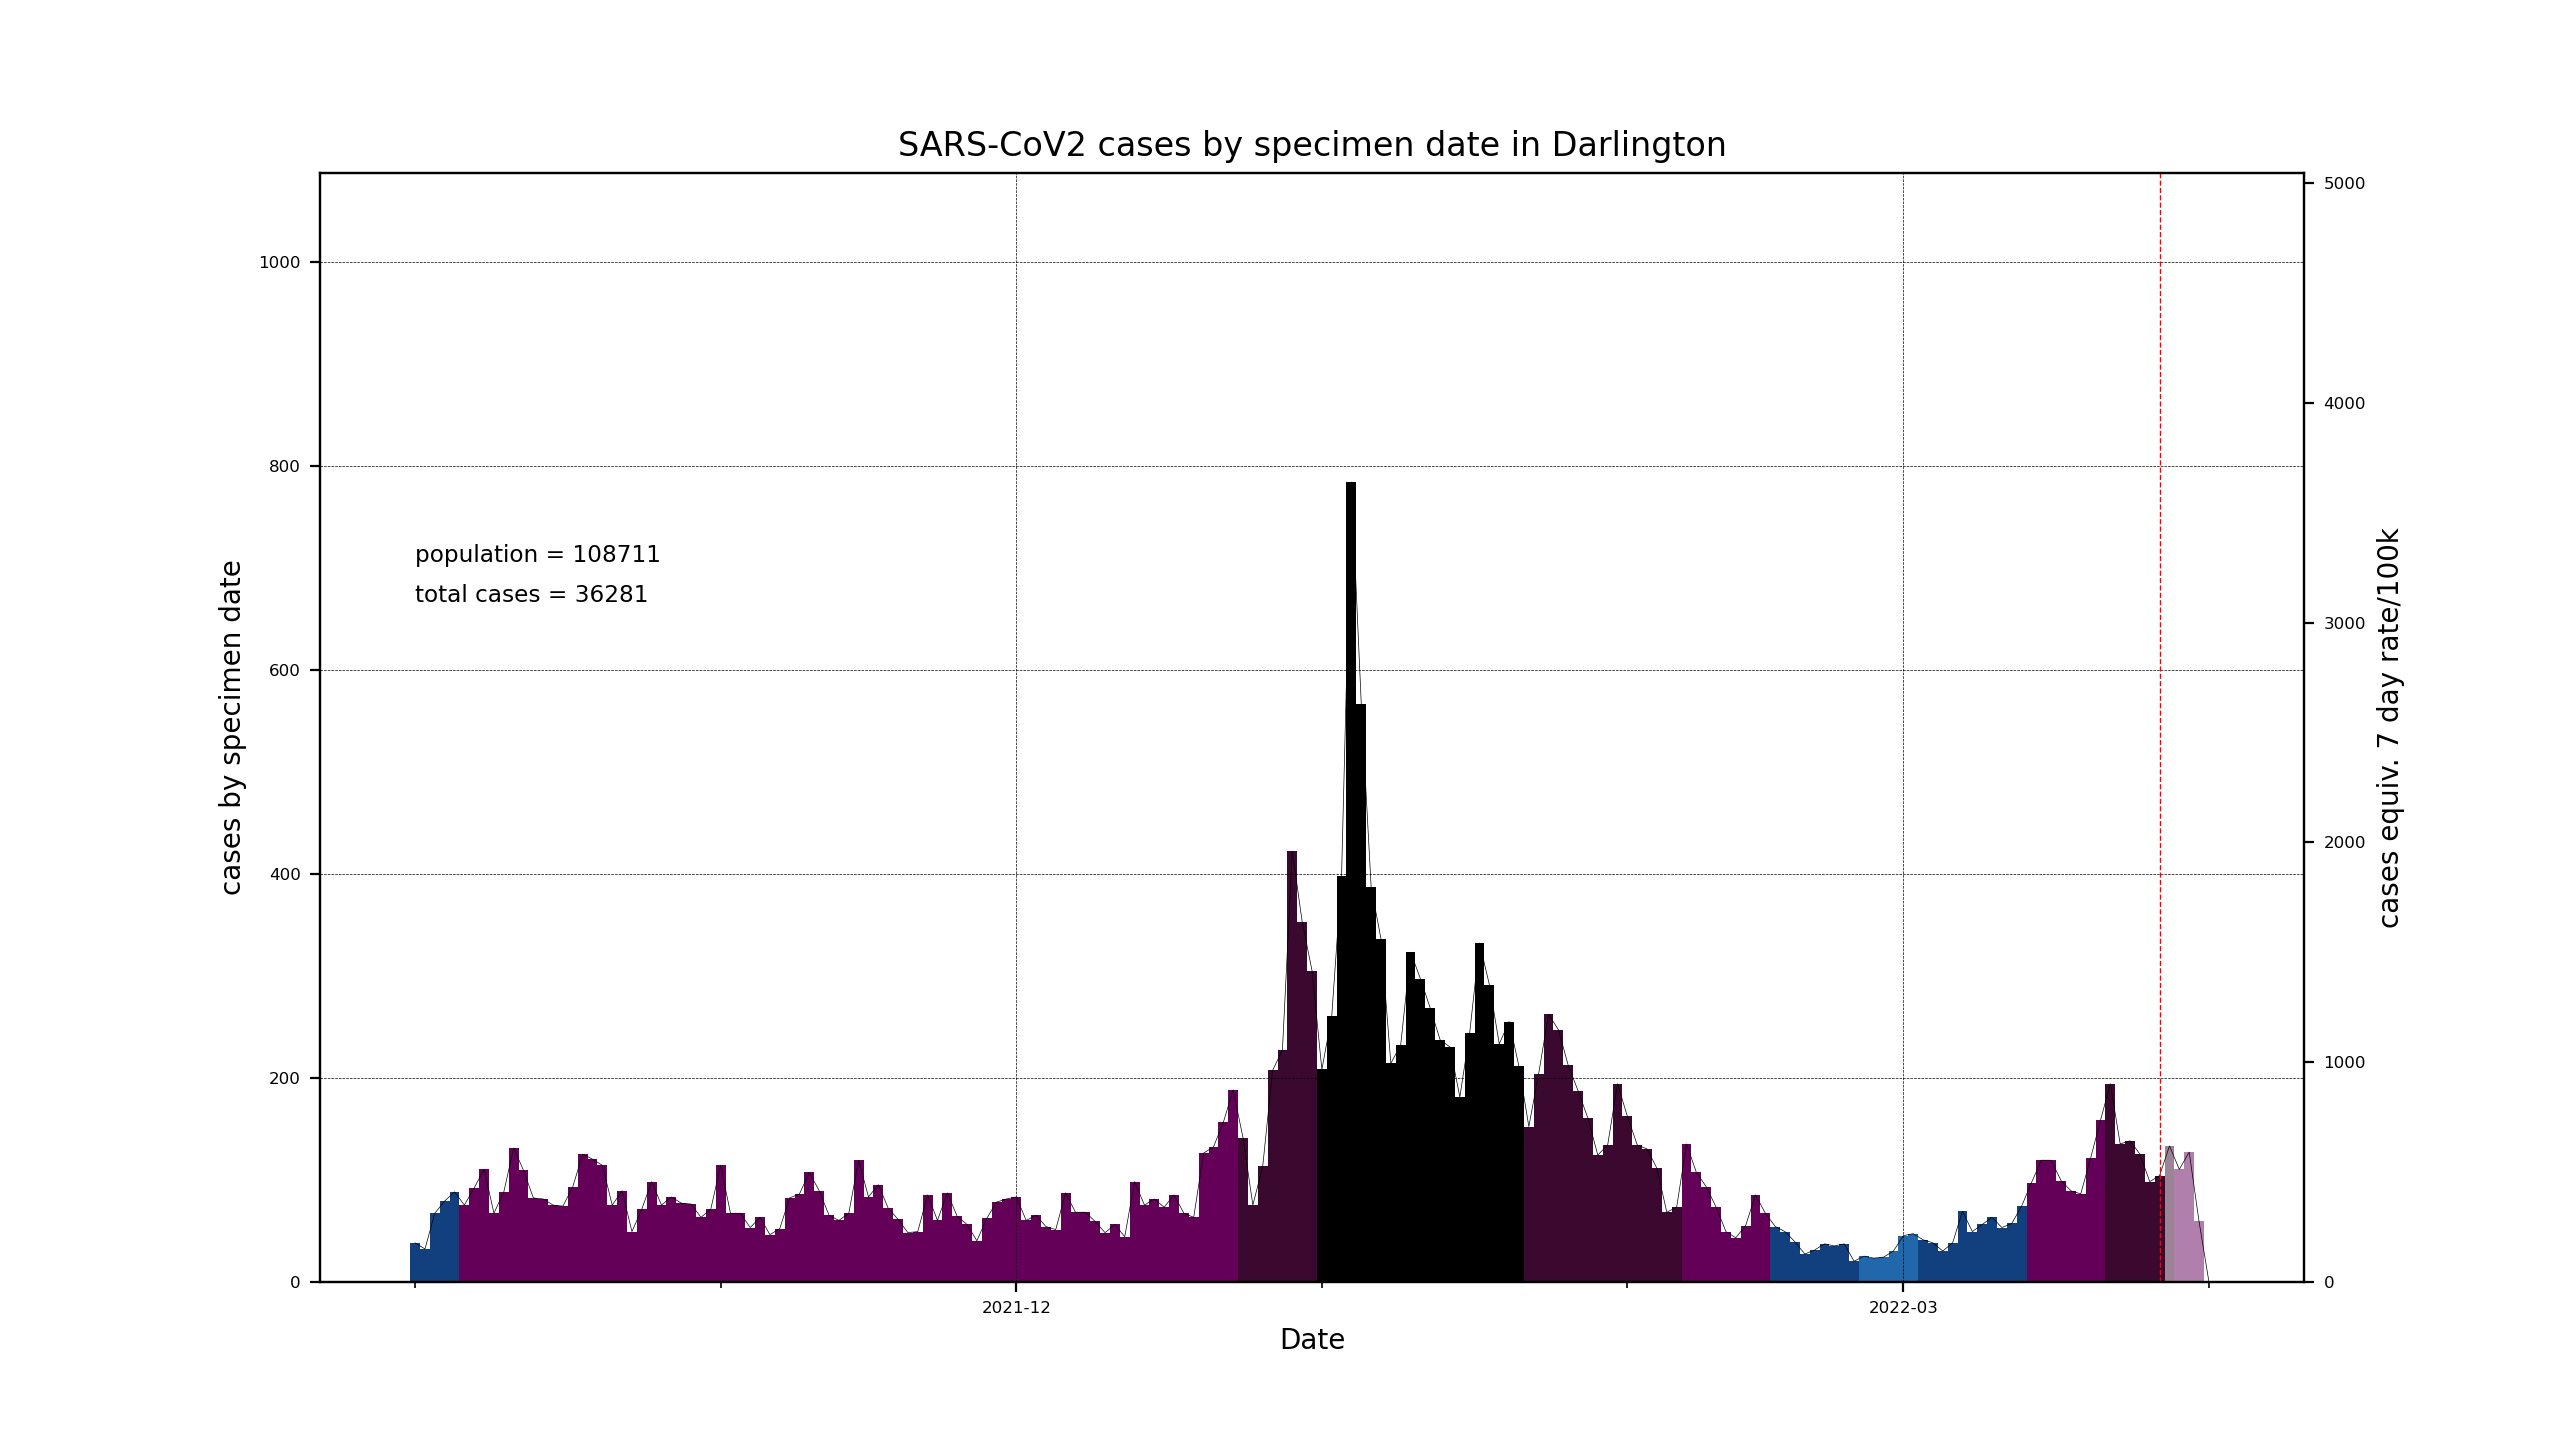 SARS-CoV2 cases by specimen date in Darlington
5000
1000
4000
800
population = 108711
total cases = 36281
3000
600
cases by specimen date
cases equiv. 7 day rate/100k
2000
400
1000
200
0
0
2021-12
2022-03
Date